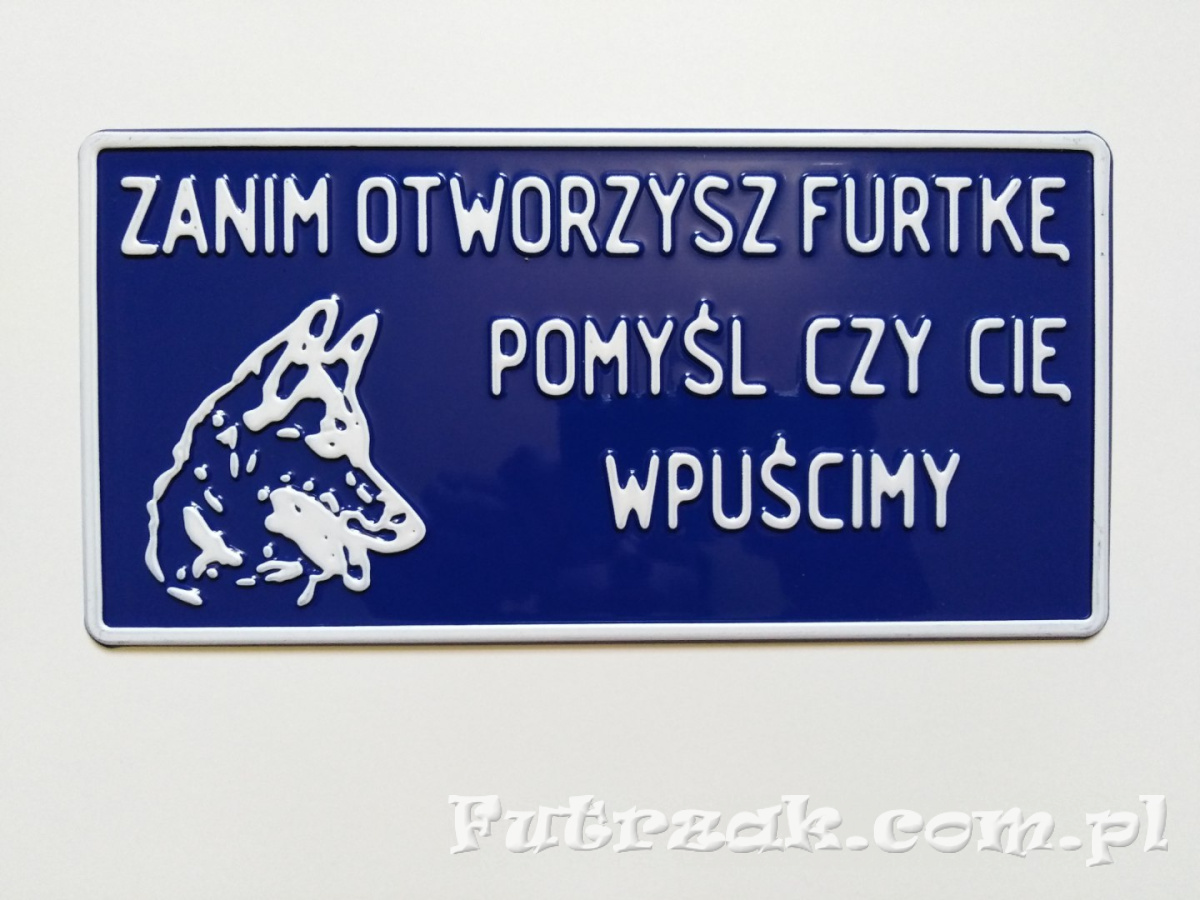 ZANIM OTWORZYSZ FURTKĘ
POMYŚL CZY CIĘ
WPUŚCIMY
Futrzak.com.pl